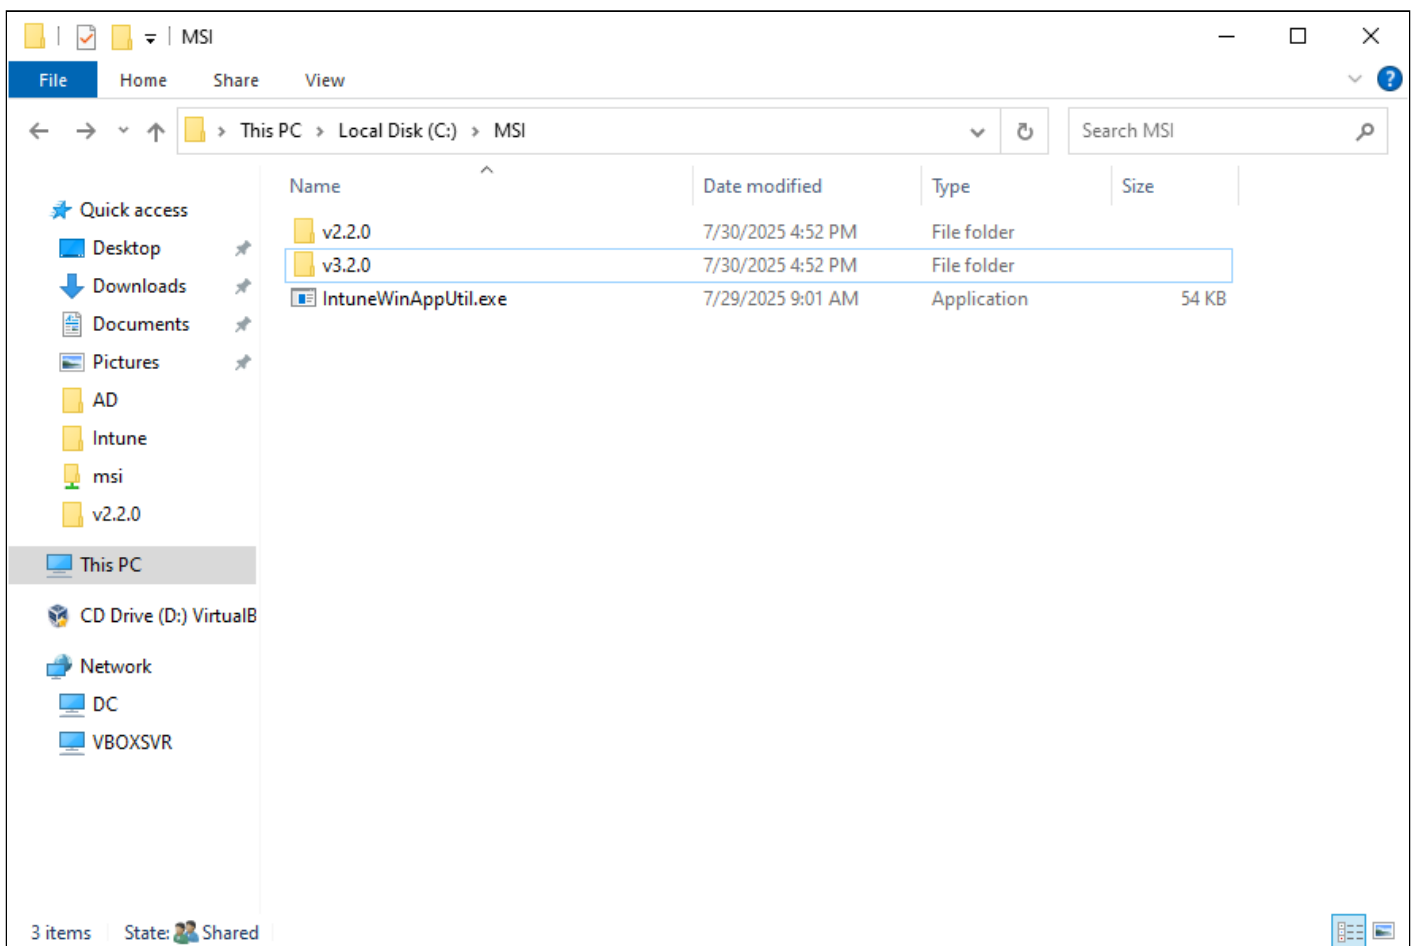 MSI
File Home Share View
This PC Local Disk (C:) MSI Search MSI
Name Date modified Type Size
Quick access
Desktop
Downloads
Documents
Pictures
AD
Intune
msi
v2.2.0
This PC
CD Drive (D:) VirtualB
Network
DC
VBOXSVR
v2.2.0 7/30/2025 4:52 PM File folder
v3.2.0 7/30/2025 4:52 PM File folder
IntuneWinAppUtil.exe 7/29/2025 9:01 AM Application 54 KB
3 items State: Shared